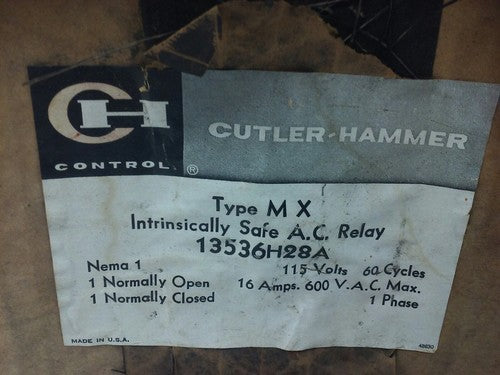 CH
CONTROL ®
CUTLER-HAMMER
Type MX
Intrinsically Safe A.C. Relay
13536H28A
Nema 1 115 Volts 60 Cycles
1 Normally Open 16 Amps. 600 V.A.C. Max.
1 Normally Closed 1 Phase
MADE IN U.S.A.